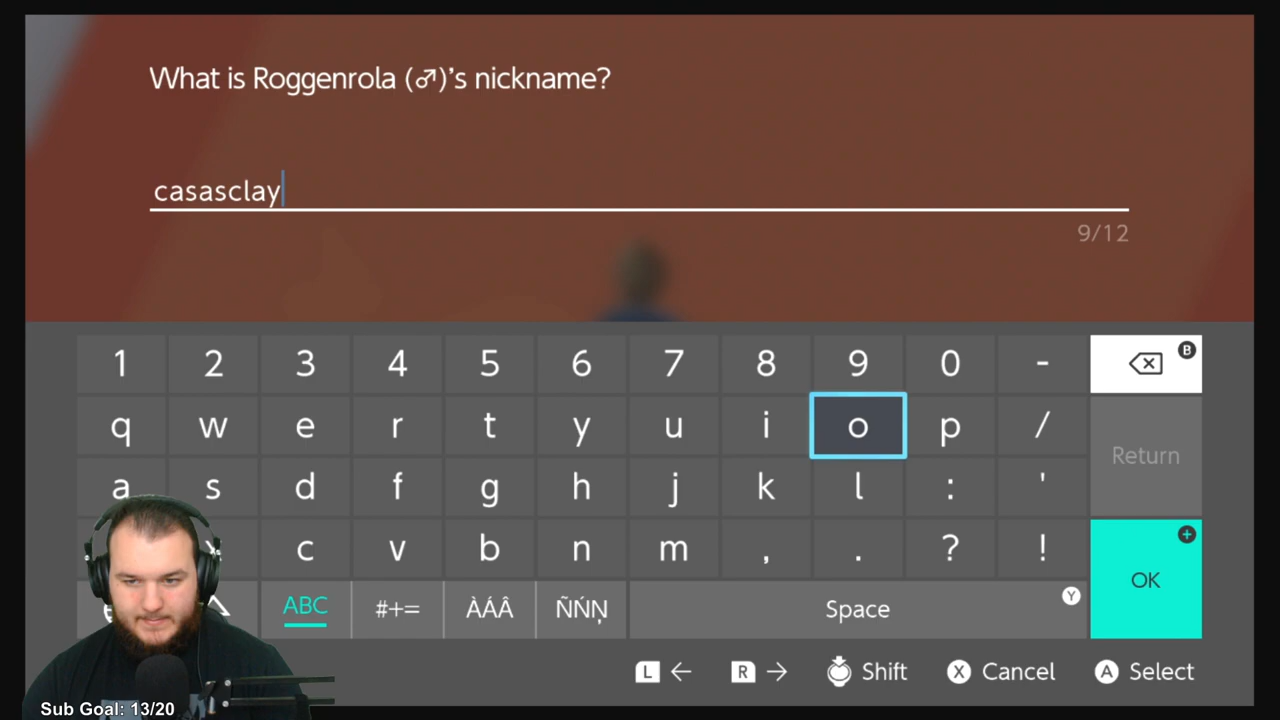 What is Roggenrola (♂)'s nickname?
casasclay
9/12
1 2 3 4 5 6 7 8 9 0 -
q w e r t y u i o p /
Return
a s d f g h j k l : '
c v b n m , . ? !
OK
ABC #+= ÀÁÂ ÑŃŅ Space
L ← R → Shift X Cancel A Select
B
+
Y
Sub Goal: 13/20